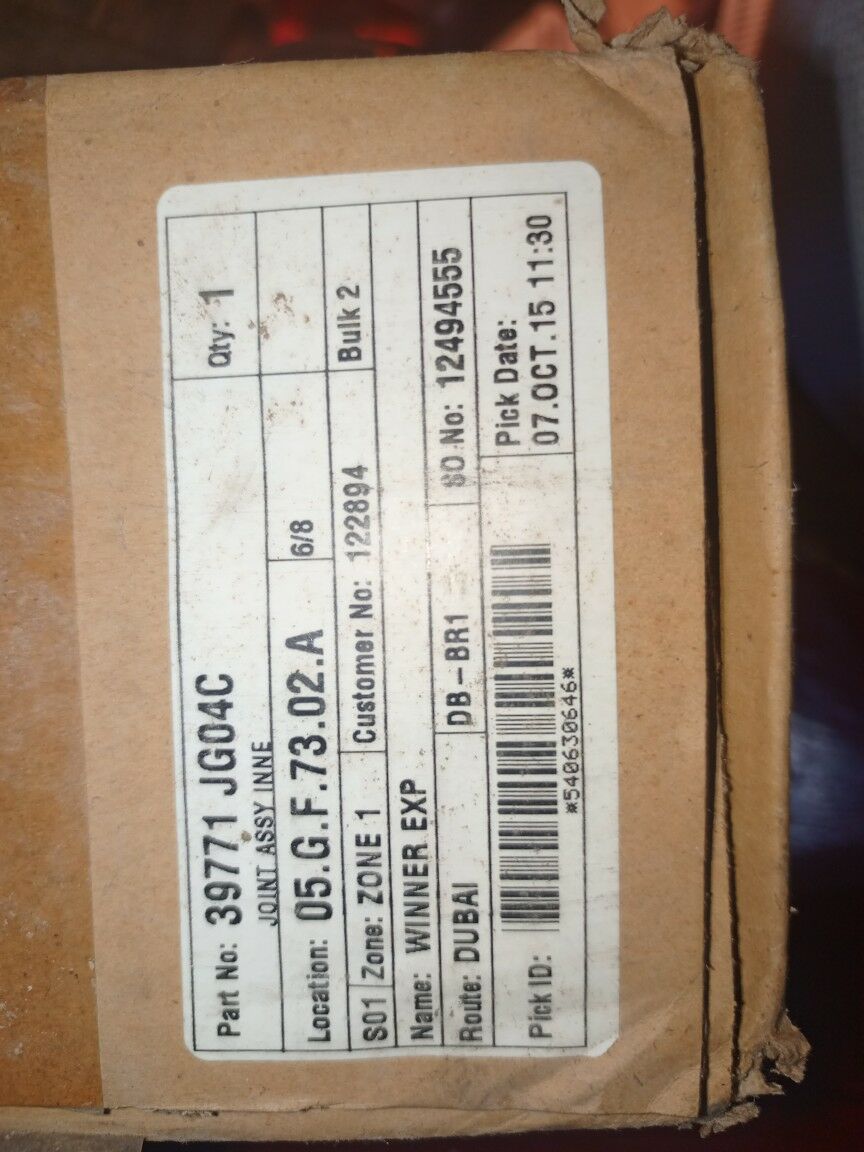 Part No: 39771 JG04C Qty: 1
JOINT ASSY INNE
Location: 05.G.F.73.02.A 6/8
S01 Zone: ZONE 1 Customer No: 122894 Bulk 2
Name: WINNER EXP
Route: DUBAI DB-BR1 SO No: 12494555
Pick ID: Pick Date:
07.OCT.15 11:30
*540630646*